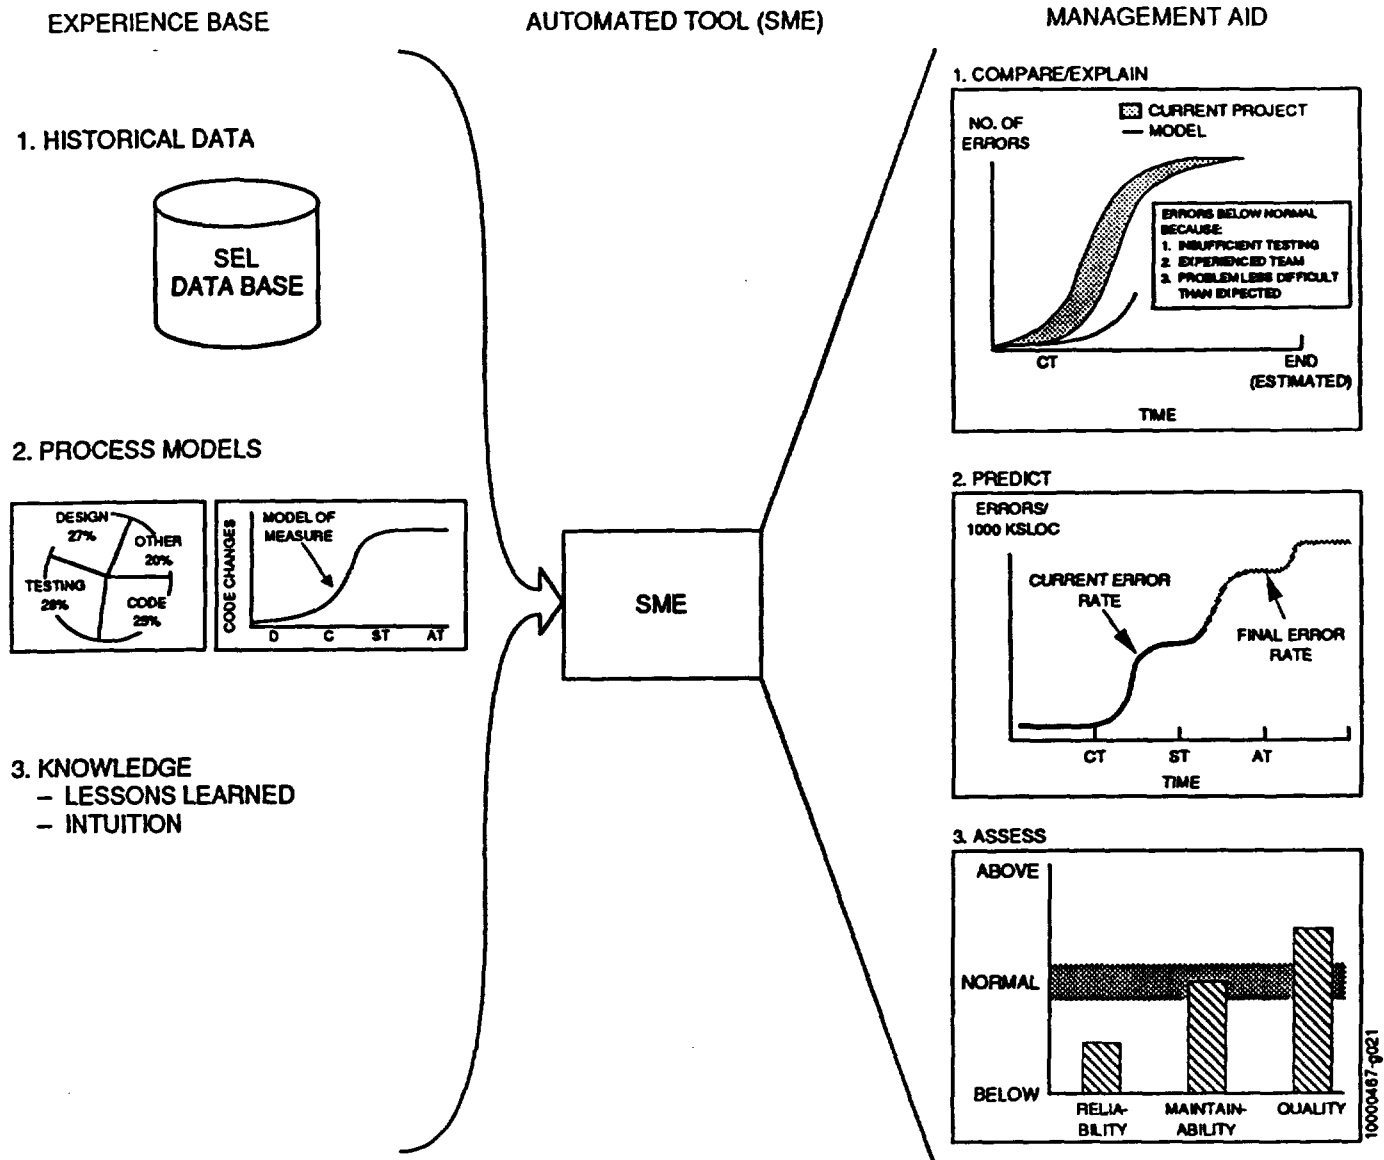 EXPERIENCE BASE
AUTOMATED TOOL (SME)
MANAGEMENT AID
1. HISTORICAL DATA
SEL
DATA BASE
2. PROCESS MODELS
DESIGN
27%
OTHER
20%
TESTING
28%
CODE
25%
CODE CHANGES
MODEL OF
MEASURE
D C ST AT
3. KNOWLEDGE
– LESSONS LEARNED
– INTUITION
SME
1. COMPARE/EXPLAIN
NO. OF
ERRORS
CURRENT PROJECT
MODEL
ERRORS BELOW NORMAL
BECAUSE:
1. INSUFFICIENT TESTING
2. EXPERIENCED TEAM
3. PROBLEM LESS DIFFICULT
THAN EXPECTED
CT
END
(ESTIMATED)
TIME
2. PREDICT
ERRORS/
1000 KSLOC
CURRENT ERROR
RATE
FINAL ERROR
RATE
CT ST AT
TIME
3. ASSESS
ABOVE
NORMAL
BELOW
RELIA-
BILITY
MAINTAIN-
ABILITY
QUALITY
10000467-g021